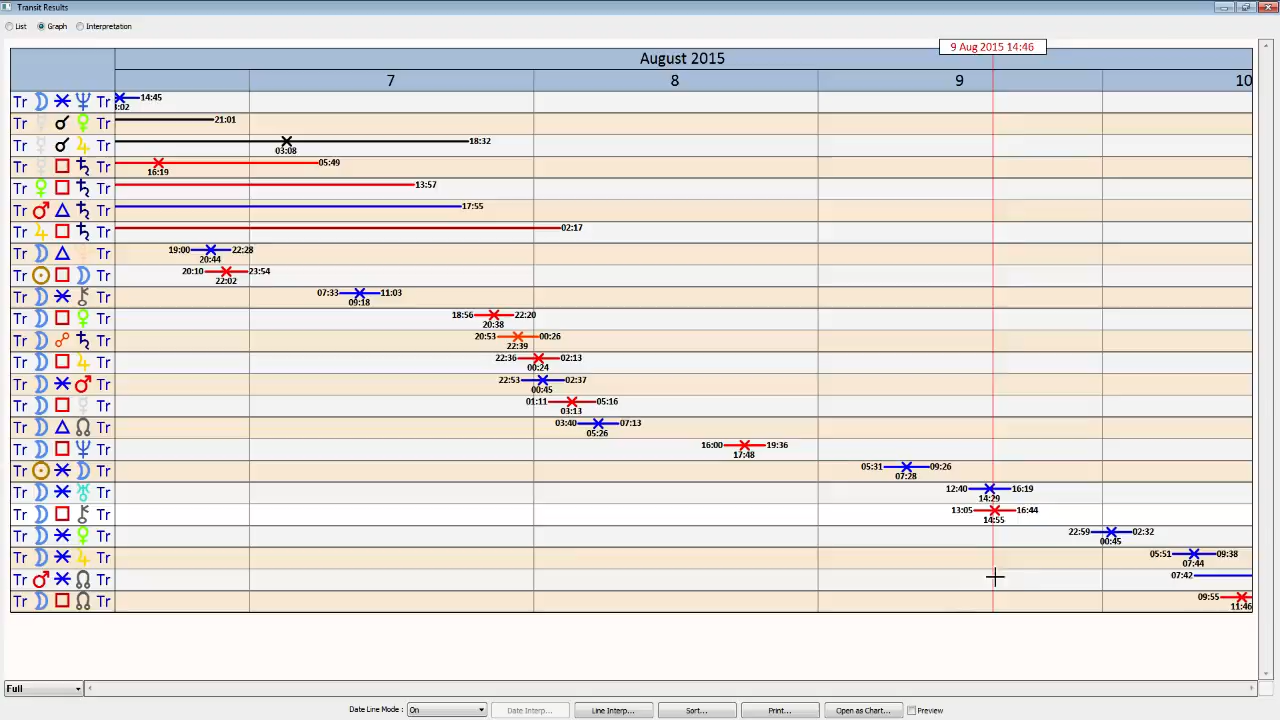 Transit Results
List Graph Interpretation
9 Aug 2015 14:46
August 2015
7 8 9 10
Tr Tr 14:45
:02
Tr Tr 21:01
Tr Tr 18:32
03:08
Tr Tr 05:49
16:19
Tr Tr 13:57
Tr Tr 17:55
Tr Tr 02:17
Tr Tr 19:00 22:28
20:44
Tr Tr 20:10 23:54
22:02
Tr Tr 07:33 11:03
09:18
Tr Tr 18:56 22:20
20:38
Tr Tr 20:53 00:26
22:39
Tr Tr 22:36 02:13
00:24
Tr Tr 22:53 02:37
00:45
Tr Tr 01:11 05:16
03:13
Tr Tr 03:40 07:13
05:26
Tr Tr 16:00 19:36
17:48
Tr Tr 05:31 09:26
07:28
Tr Tr 12:40 16:19
14:29
Tr Tr 13:05 16:44
14:55
Tr Tr 22:59 02:32
00:45
Tr Tr 05:51 09:38
07:44
Tr Tr 07:42
Tr Tr 09:55
11:46
Full
Date Line Mode : On Date Interp... Line Interp... Sort... Print... Open as Chart... Preview